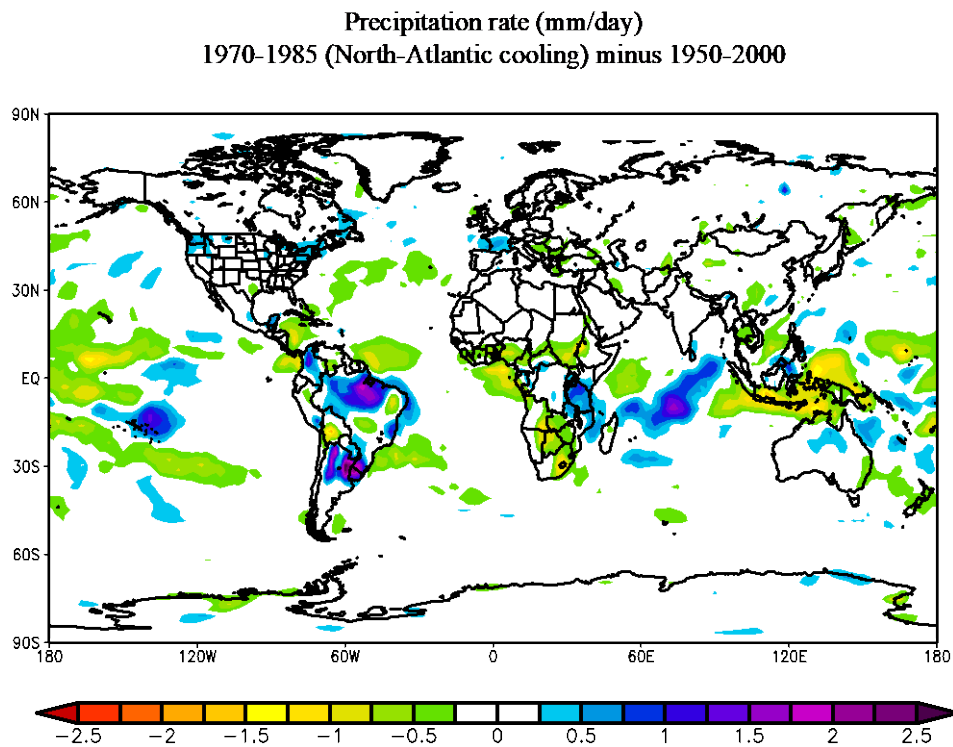 Precipitation rate (mm/day)
1970-1985 (North-Atlantic cooling) minus 1950-2000
90N
60N
30N
EQ
30S
60S
90S
180 120W 60W 0 60E 120E 180
−2.5 −2 −1.5 −1 −0.5 0 0.5 1 1.5 2 2.5